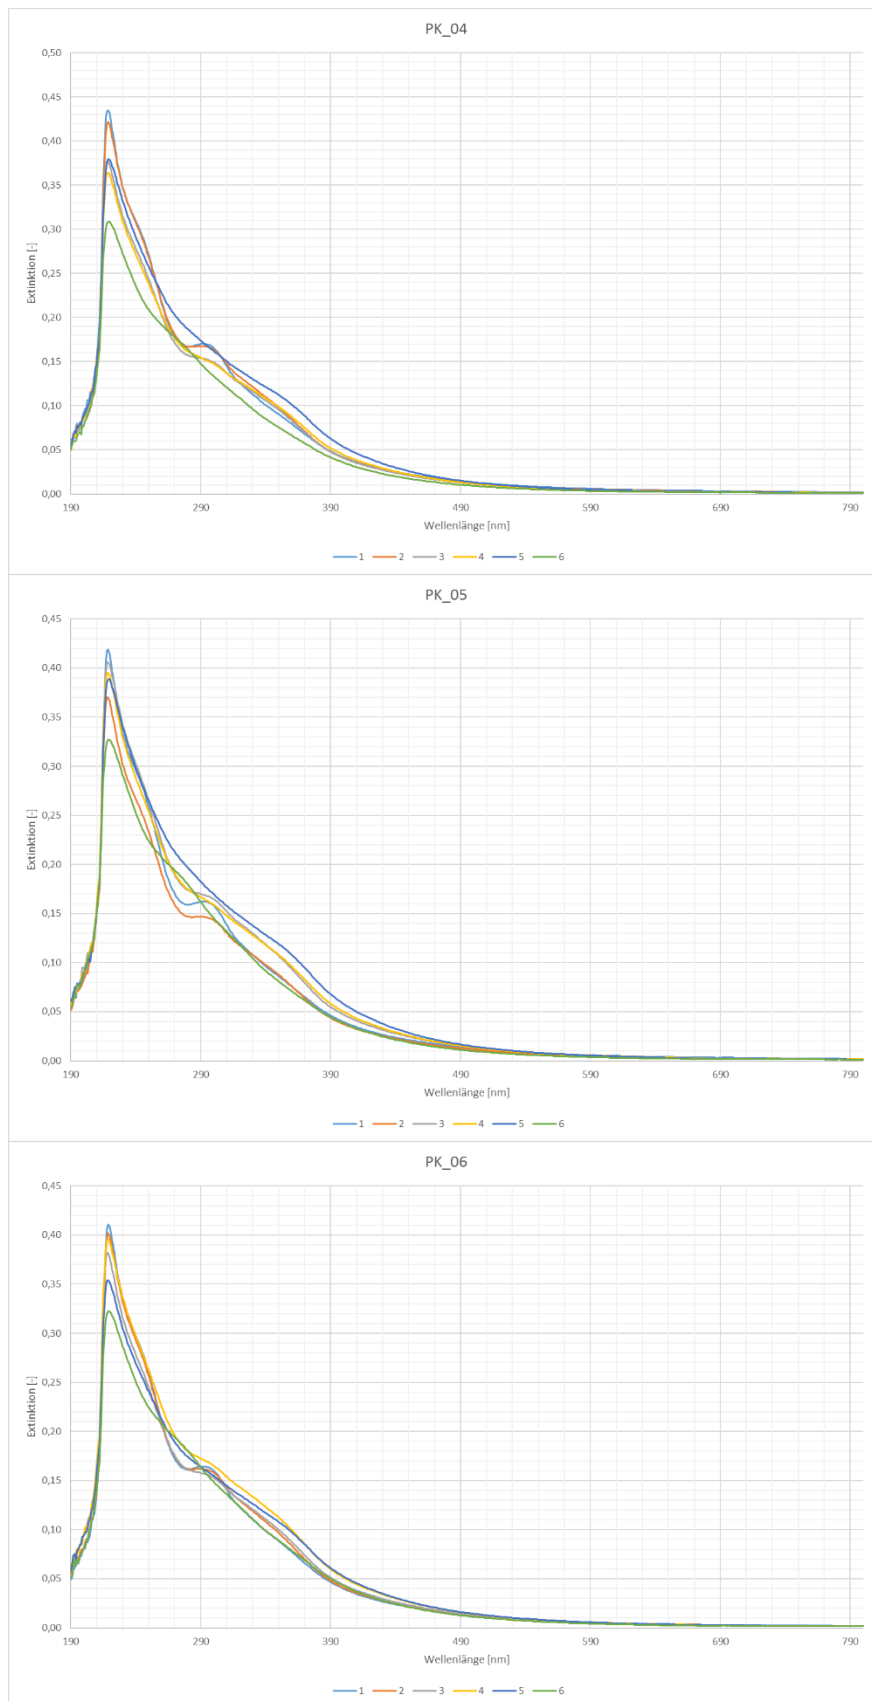 PK_04
0,50
0,45
0,40
0,35
0,30
0,25
0,20
0,15
0,10
0,05
0,00
Extinktion [-]
190 290 390 490 590 690 790
Wellenlänge [nm]
1 2 3 4 5 6
PK_05
0,45
0,40
0,35
0,30
0,25
0,20
0,15
0,10
0,05
0,00
Extinktion [-]
190 290 390 490 590 690 790
Wellenlänge [nm]
1 2 3 4 5 6
PK_06
0,45
0,40
0,35
0,30
0,25
0,20
0,15
0,10
0,05
0,00
Extinktion [-]
190 290 390 490 590 690 790
Wellenlänge [nm]
1 2 3 4 5 6